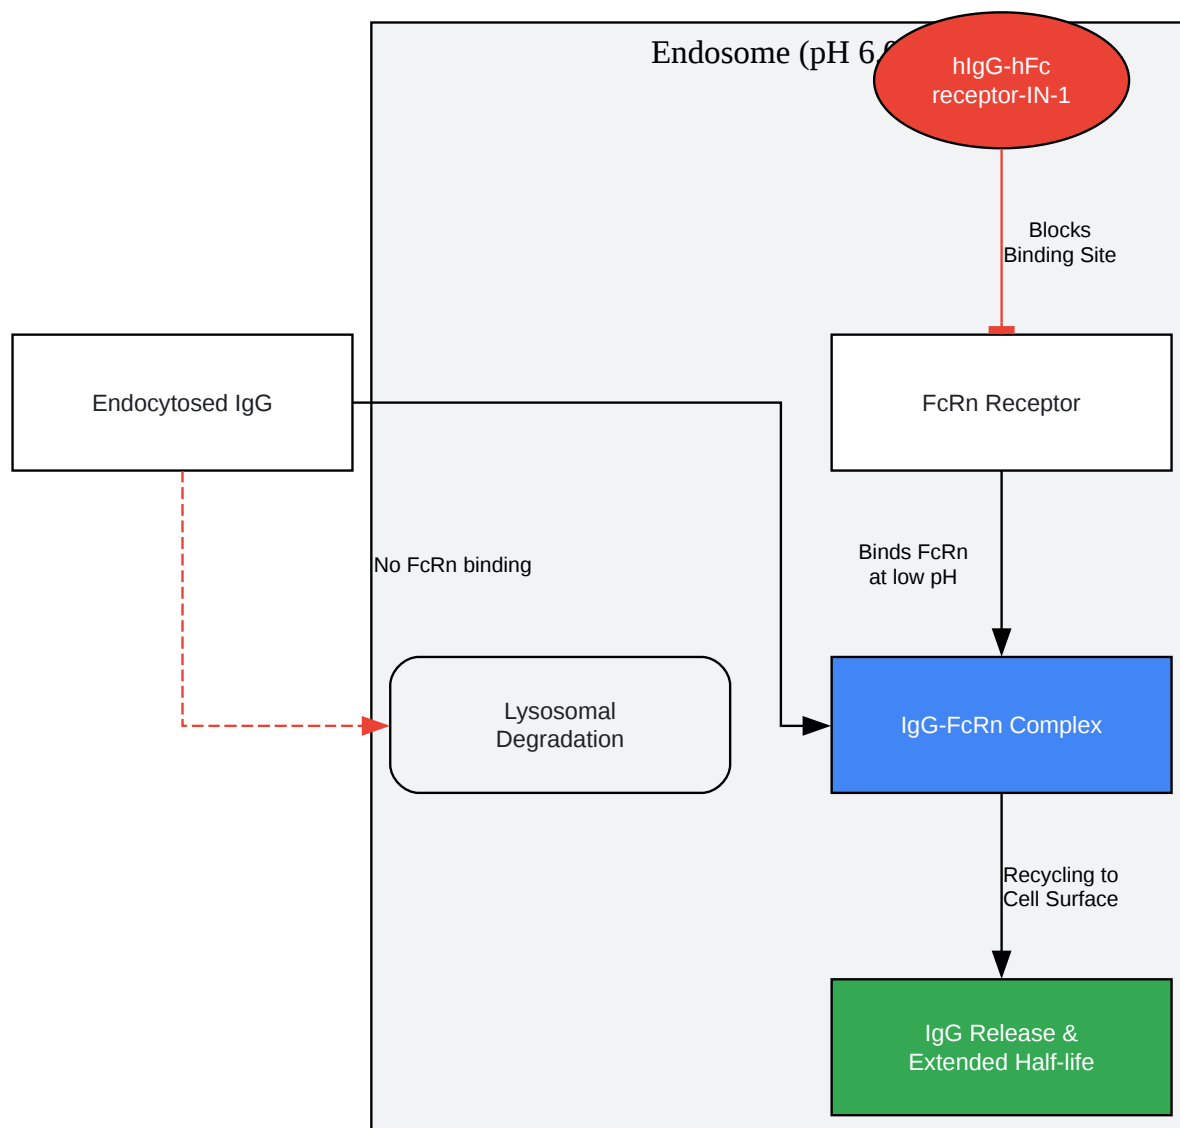 Endosome (pH 6.
hIgG-hFc
receptor-IN-1
Blocks
Binding Site
Endocytosed IgG
FcRn Receptor
No FcRn binding
Binds FcRn
at low pH
Lysosomal
Degradation
IgG-FcRn Complex
Recycling to
Cell Surface
IgG Release &
Extended Half-life